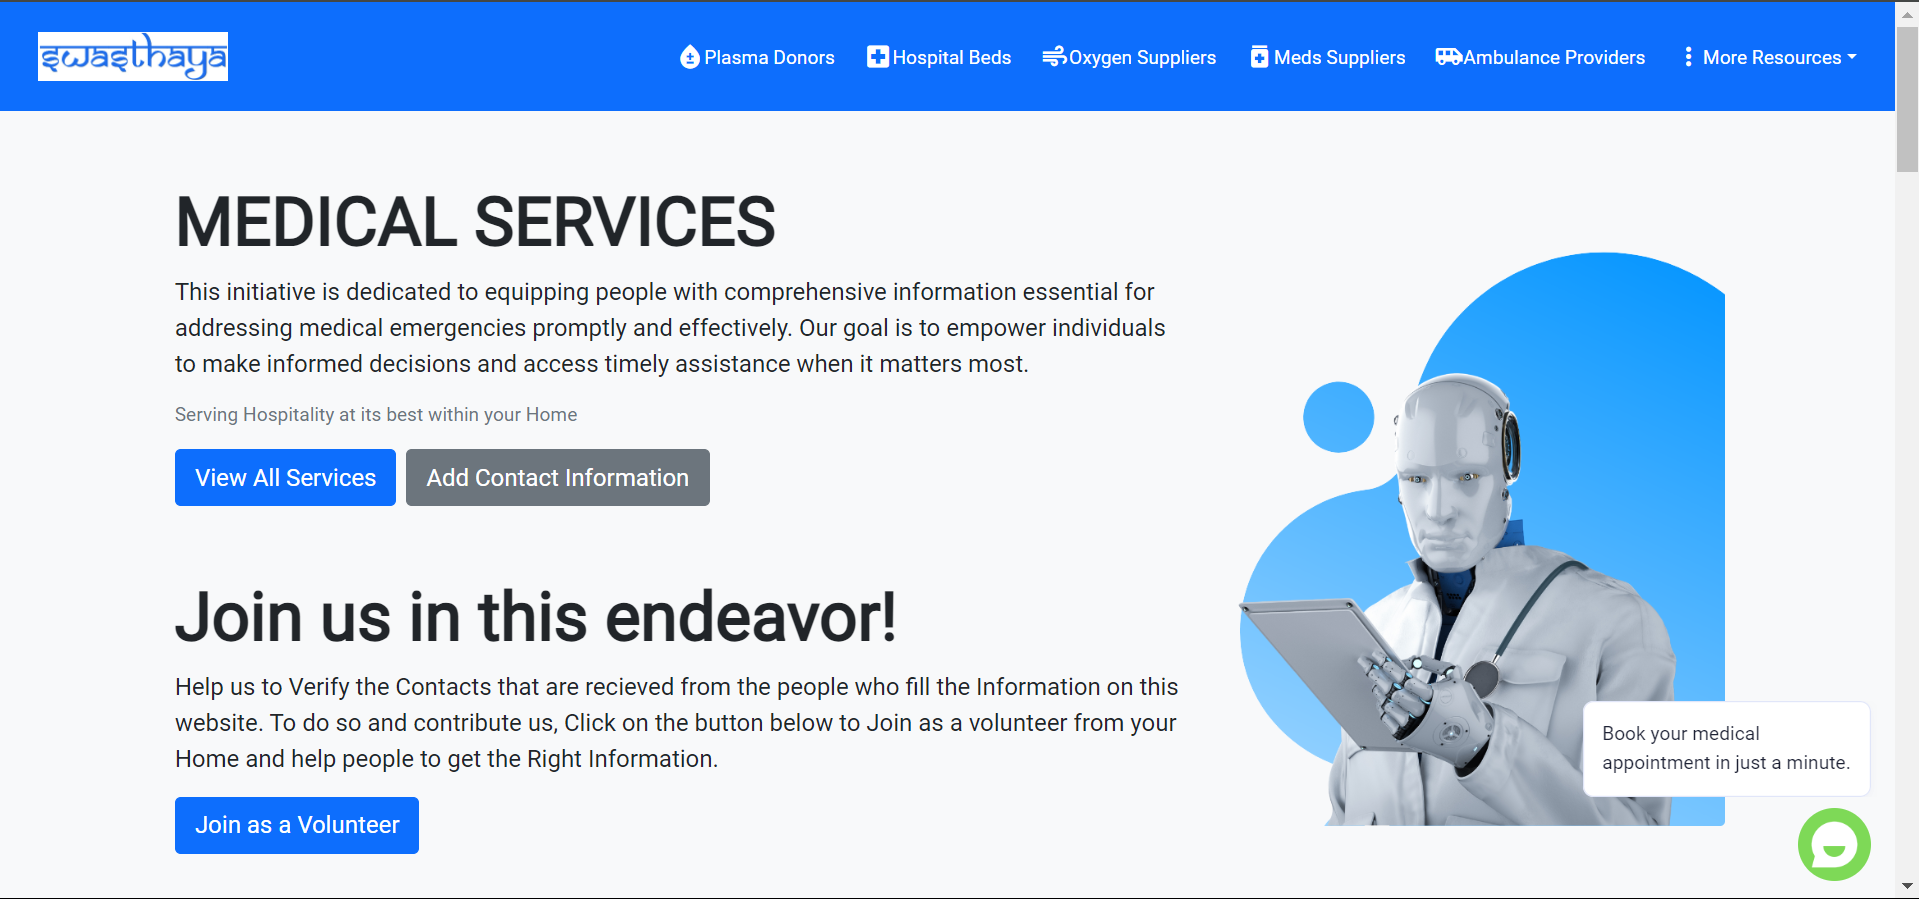 swasthaya
Plasma Donors
Hospital Beds
Oxygen Suppliers
Meds Suppliers
Ambulance Providers
More Resources
MEDICAL SERVICES
This initiative is dedicated to equipping people with comprehensive information essential for
addressing medical emergencies promptly and effectively. Our goal is to empower individuals
to make informed decisions and access timely assistance when it matters most.
Serving Hospitality at its best within your Home
View All Services
Add Contact Information
Join us in this endeavor!
Help us to Verify the Contacts that are recieved from the people who fill the Information on this
website. To do so and contribute us, Click on the button below to Join as a volunteer from your
Home and help people to get the Right Information.
Join as a Volunteer
Book your medical
appointment in just a minute.